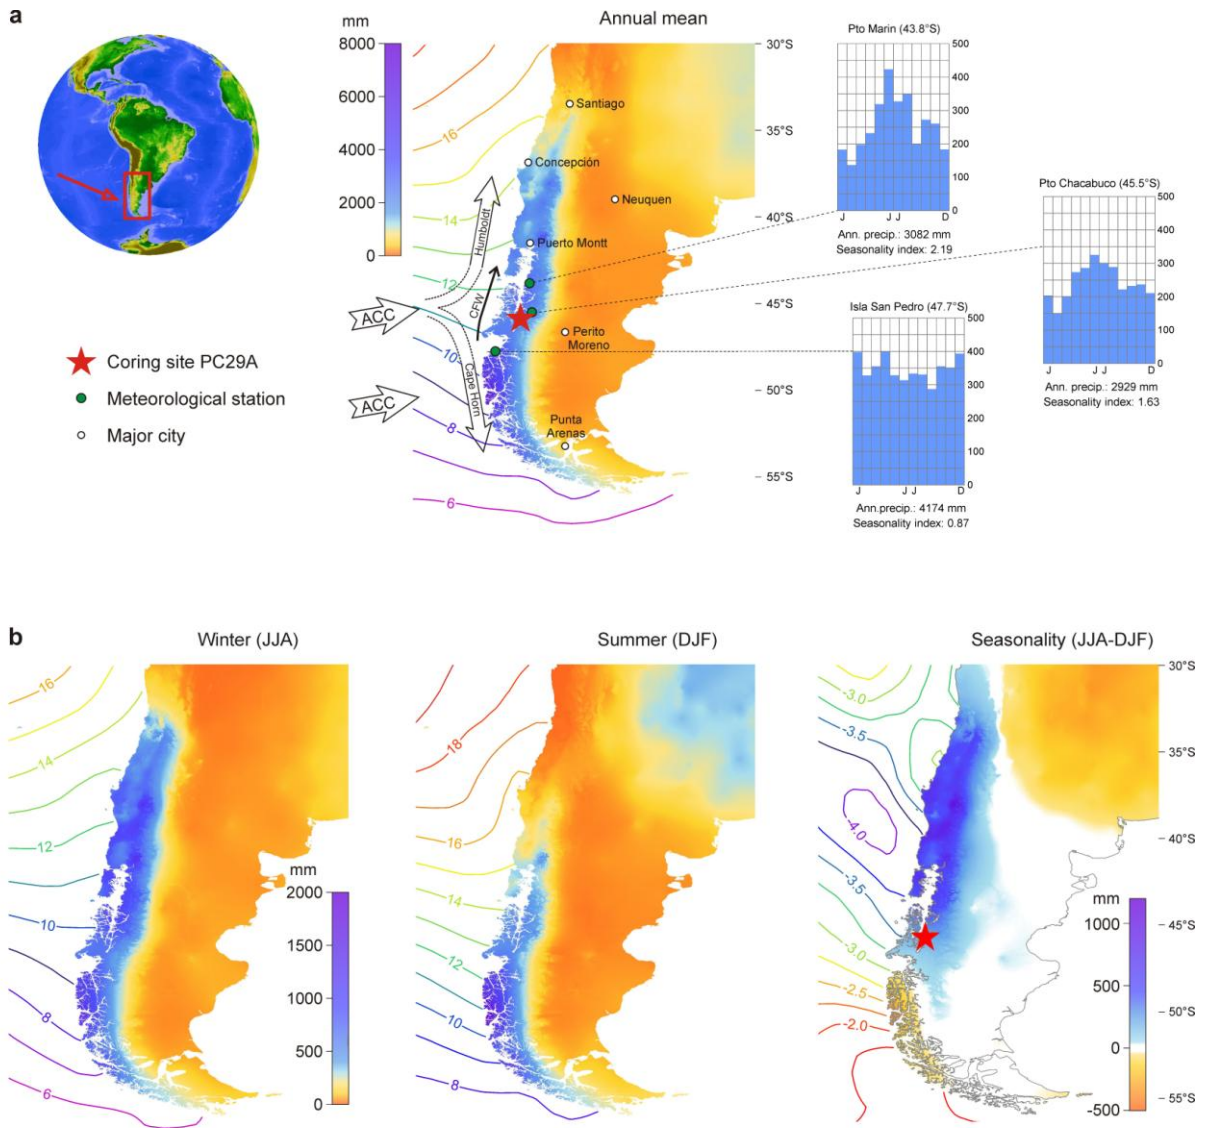 a
Annual mean
mm
8000
6000
4000
2000
0
16
14
12
10
8
6
Santiago
Concepción
Neuquen
Puerto Montt
Perito
Moreno
Punta
Arenas
Humboldt
CFW
Cape Horn
ACC
ACC
30°S
35°S
40°S
45°S
50°S
55°S
Coring site PC29A
Meteorological station
Major city
Pto Marin (43.8°S)
500
400
300
200
100
0
J
J
D
Ann. precip.: 3082 mm
Seasonality index: 2.19
Pto Chacabuco (45.5°S)
500
400
300
200
100
0
J
J J
D
Ann. precip.: 2929 mm
Seasonality index: 1.63
Isla San Pedro (47.7°S)
500
400
300
200
100
0
J
J J
D
Ann.precip.: 4174 mm
Seasonality index: 0.87
b
Winter (JJA)
16
14
12
10
8
6
mm
2000
1500
1000
500
0
Summer (DJF)
18
16
14
12
10
8
Seasonality (JJA-DJF)
-3.0
-3.5
-4.0
-3.5
-3.0
-2.5
-2.0
30°S
35°S
40°S
45°S
50°S
55°S
mm
1000
500
0
-500